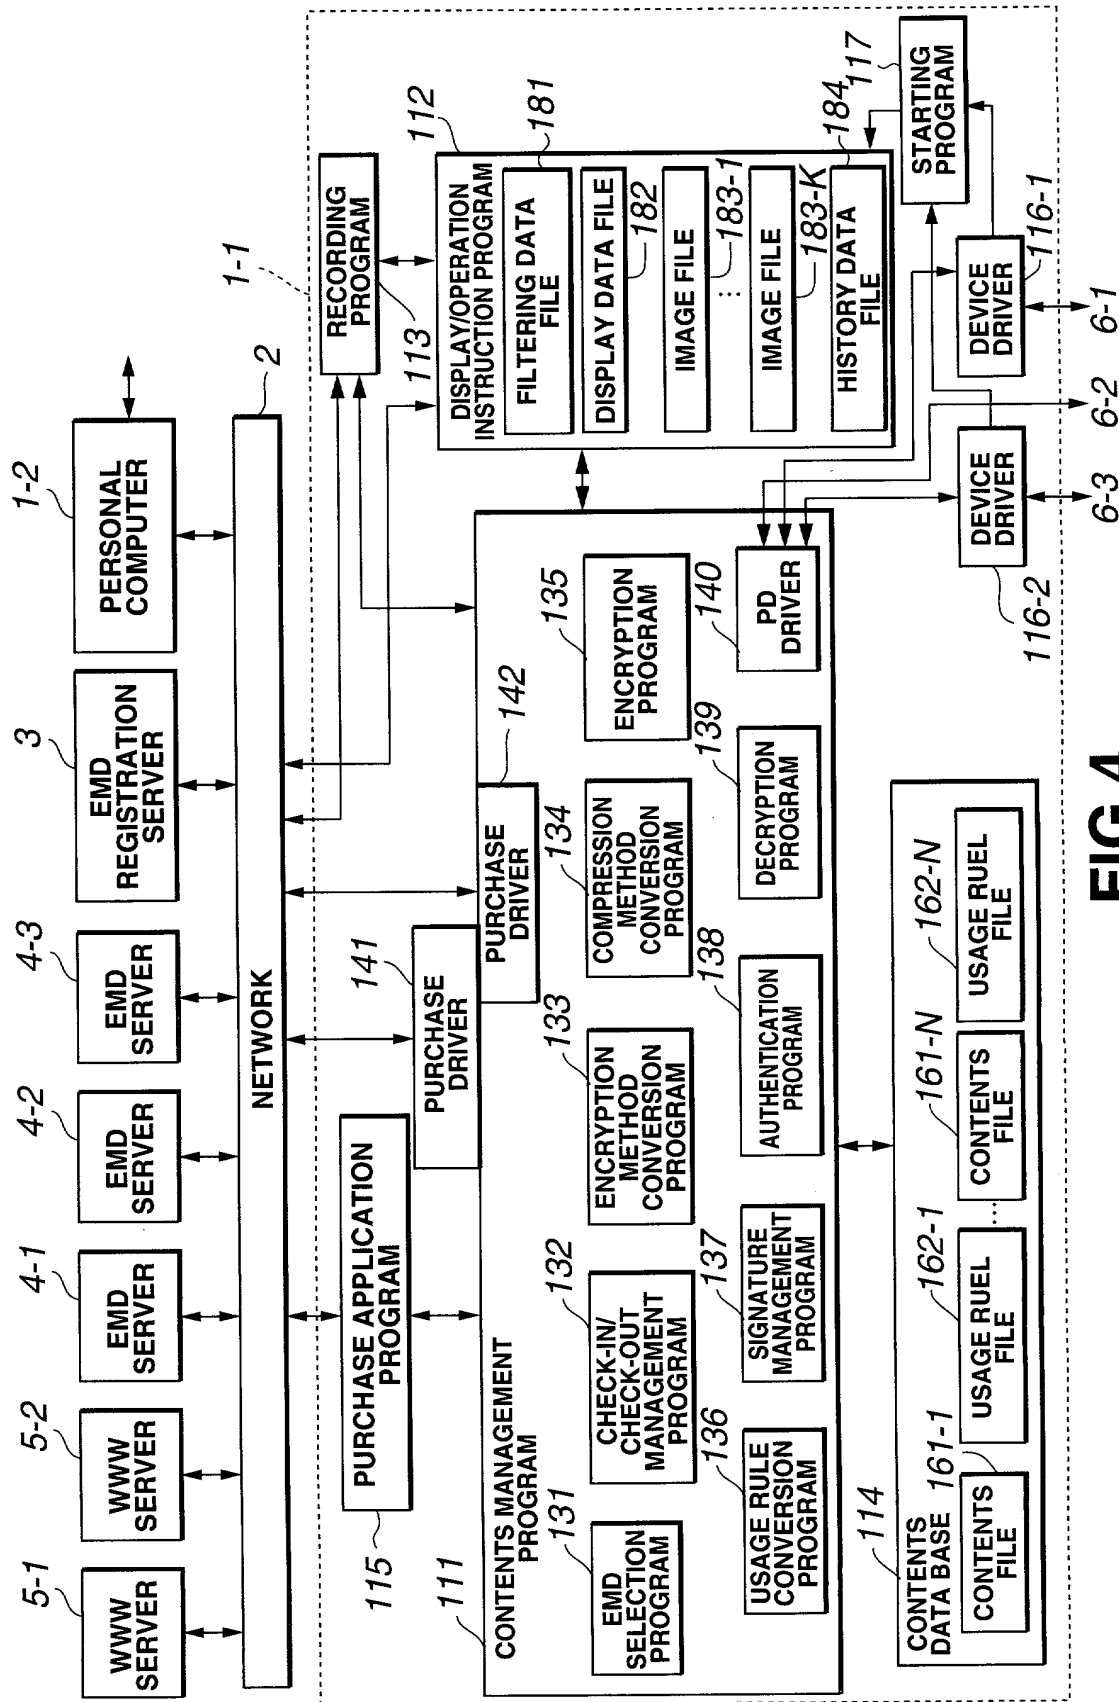 5-1
WWW
SERVER
5-2
WWW
SERVER
4-1
EMD
SERVER
4-2
EMD
SERVER
4-3
EMD
SERVER
3
EMD
REGISTRATION
SERVER
1-2
PERSONAL
COMPUTER
NETWORK
2
1-1
115
PURCHASE APPLICATION
PROGRAM
141
PURCHASE
DRIVER
142
PURCHASE
DRIVER
RECORDING
PROGRAM
113
111
CONTENTS MANAGEMENT
PROGRAM
131
EMD
SELECTION
PROGRAM
132
CHECK-IN/
CHECK-OUT
MANAGEMENT
PROGRAM
133
ENCRYPTION
METHOD
CONVERSION
PROGRAM
134
COMPRESSION
METHOD
CONVERSION
PROGRAM
135
ENCRYPTION
PROGRAM
136
USAGE RULE
CONVERSION
PROGRAM
137
SIGNATURE
MANAGEMENT
PROGRAM
138
AUTHENTICATION
PROGRAM
139
DECRYPTION
PROGRAM
140
PD
DRIVER
112
DISPLAY/OPERATION
INSTRUCTION PROGRAM
181
FILTERING DATA
FILE
DISPLAY DATA FILE
182
IMAGE FILE
183-1
...
IMAGE FILE
183-K
184
HISTORY DATA
FILE
117
STARTING
PROGRAM
114
CONTENTS
DATA BASE
161-1
CONTENTS
FILE
162-1
USAGE RUEL
FILE
...
161-N
CONTENTS
FILE
162-N
USAGE RUEL
FILE
116-2
DEVICE
DRIVER
DEVICE
DRIVER
116-1
6-3
6-2
6-1
FIG.4